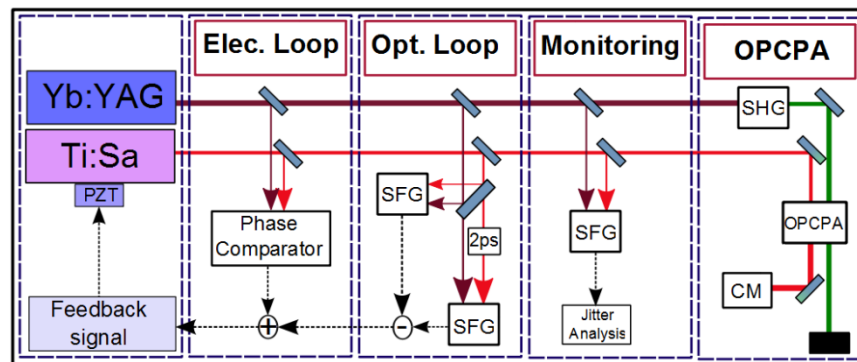 Elec. Loop
Opt. Loop
Monitoring
OPCPA
Yb:YAG
SHG
Ti:Sa
PZT
SFG
Phase
Comparator
2ps
SFG
OPCPA
CM
Feedback
signal
+
-
SFG
Jitter
Analysis